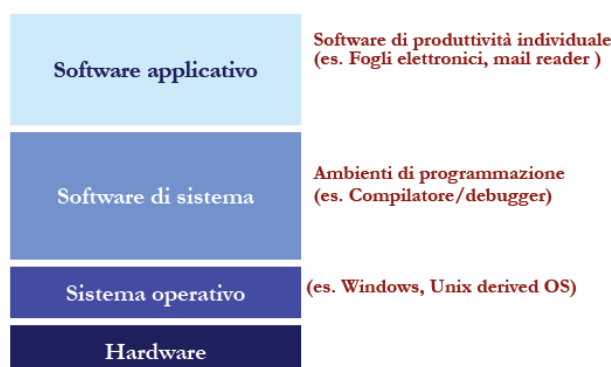 Software applicativo
Software di produttività individuale
(es. Fogli elettronici, mail reader )
Software di sistema
Ambienti di programmazione
(es. Compilatore/debugger)
Sistema operativo
(es. Windows, Unix derived OS)
Hardware